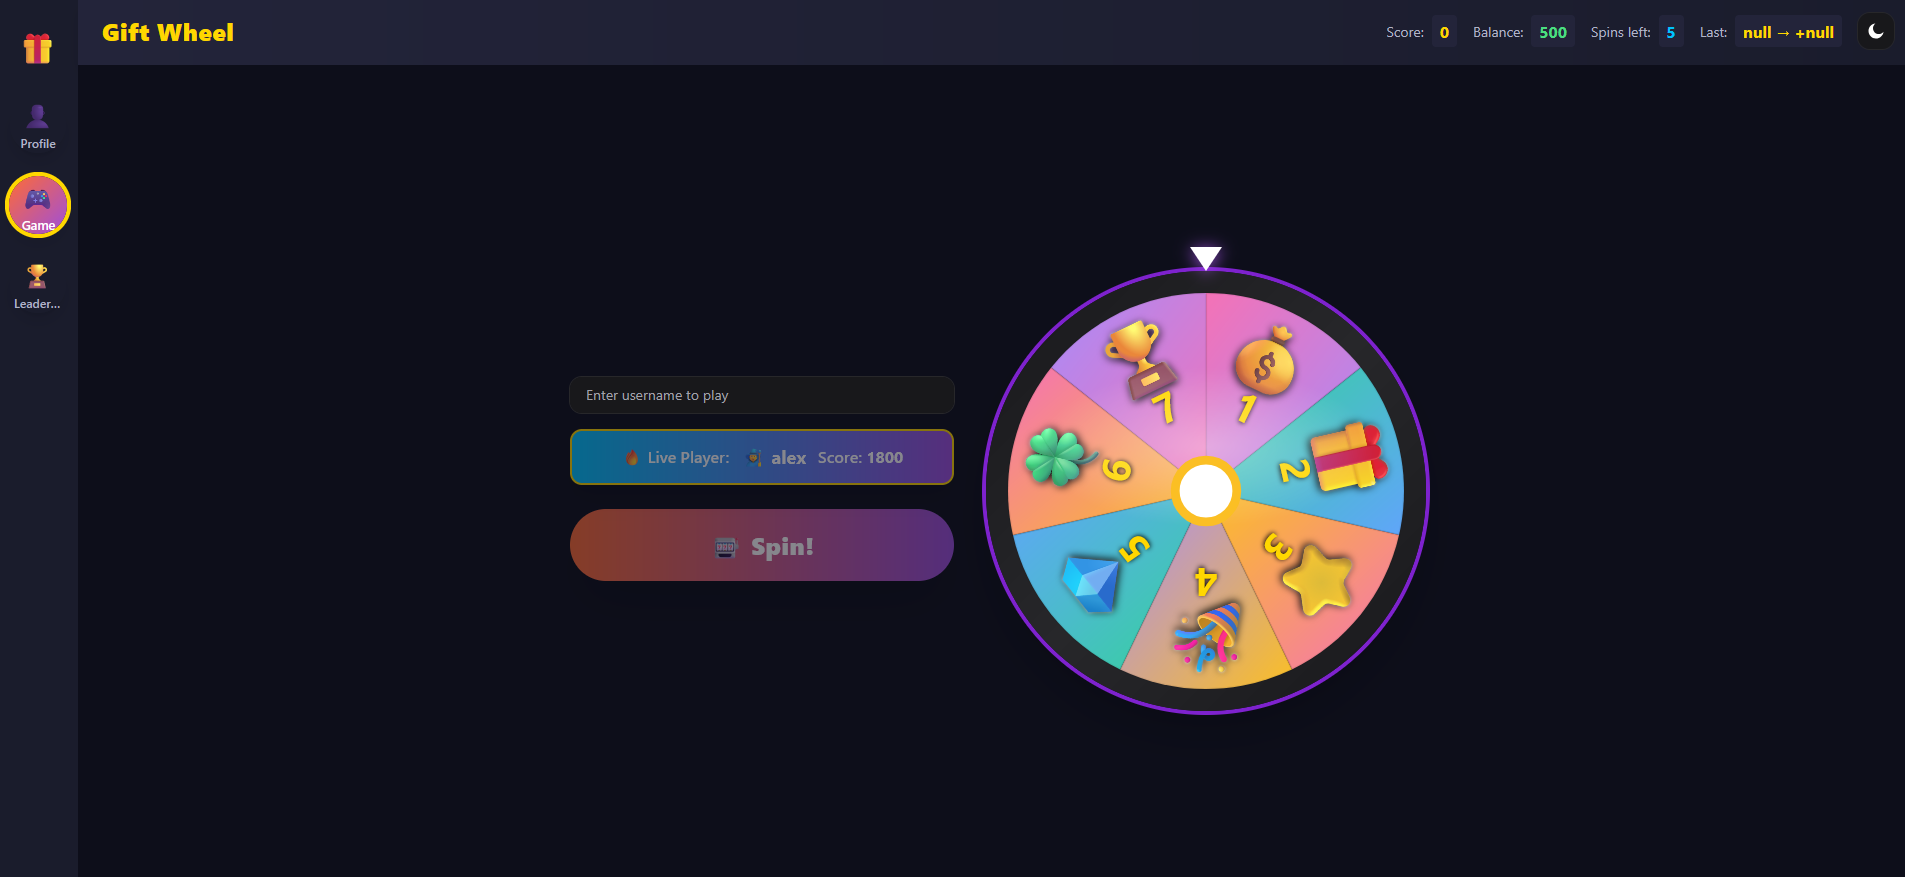 Gift Wheel
Score: 0 Balance: 500 Spins left: 5 Last: null → +null
Profile
Game
Leader...
Enter username to play
Live Player: alex Score: 1800
Spin!
1
2
3
4
5
6
7